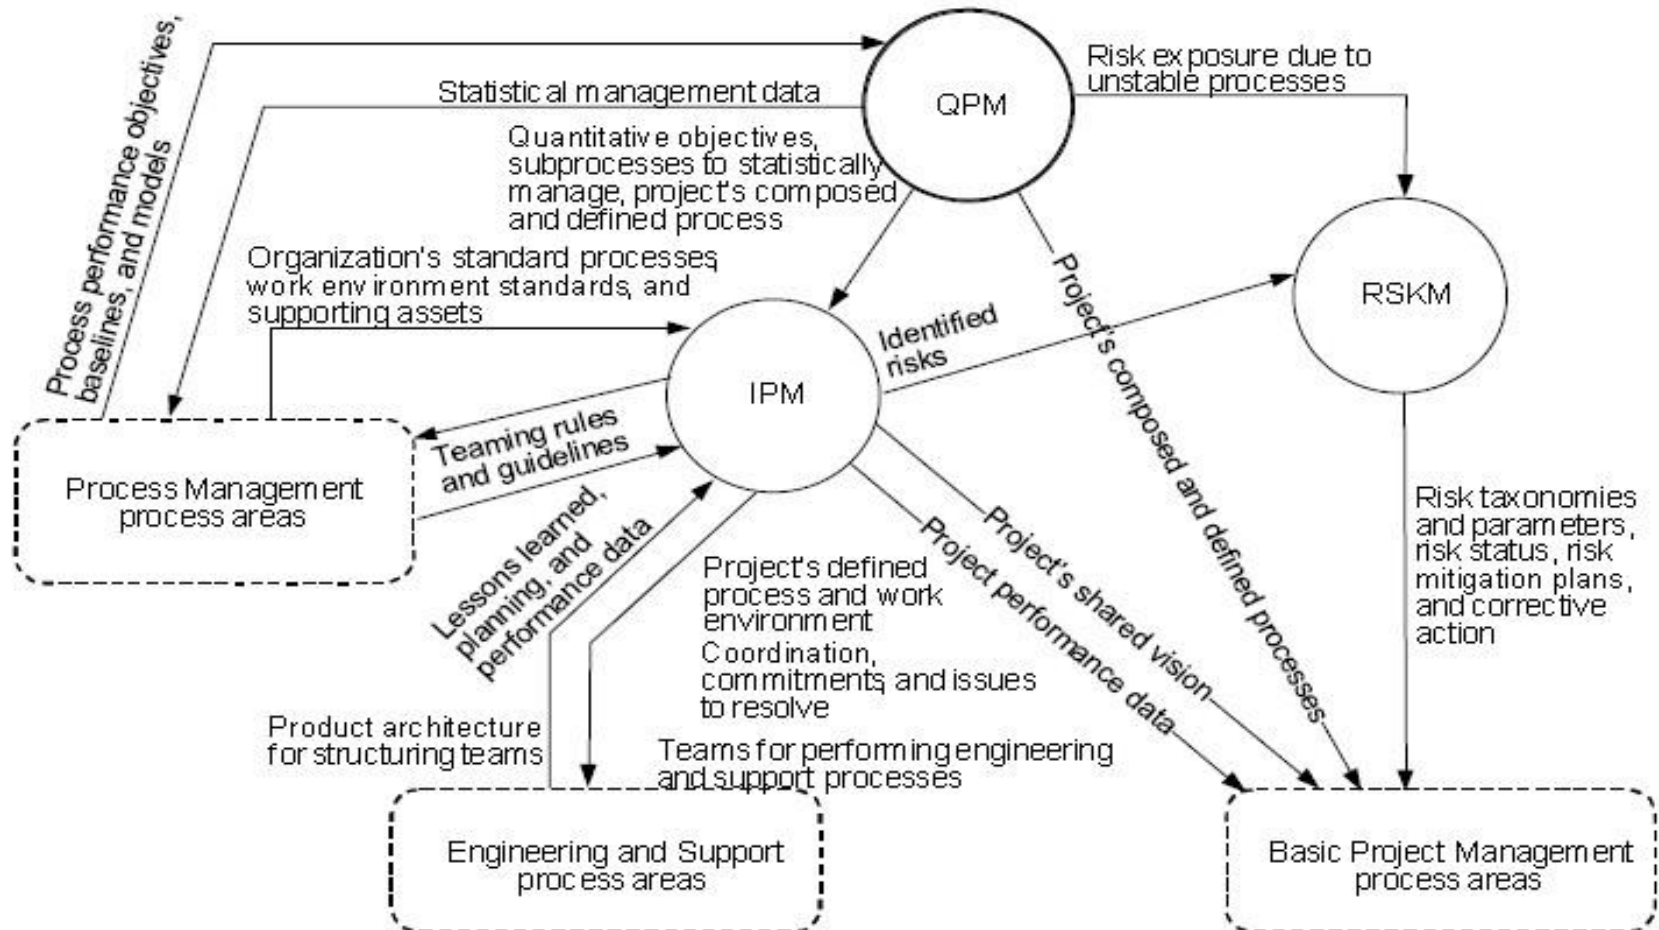 Process performance objectives,
baselines, and models
Statistical management data
QPM
Risk exposure due to
unstable processes
Quantitative objectives,
subprocesses to statistically
manage, project's composed
and defined process
Organization's standard processes,
work environment standards, and
supporting assets
RSKM
IPM
Identified
risks
Project's composed and defined processes
Teaming rules
and guidelines
Process Management
process areas
Lessons learned,
planning, and
performance data
Project's shared vision
Project performance data
Risk taxonomies
and parameters,
risk status, risk
mitigation plans,
and corrective
action
Project's defined
process and work
environment
Coordination,
commitments, and issues
to resolve
Product architecture
for structuring teams
Teams for performing engineering
and support processes
Engineering and Support
process areas
Basic Project Management
process areas